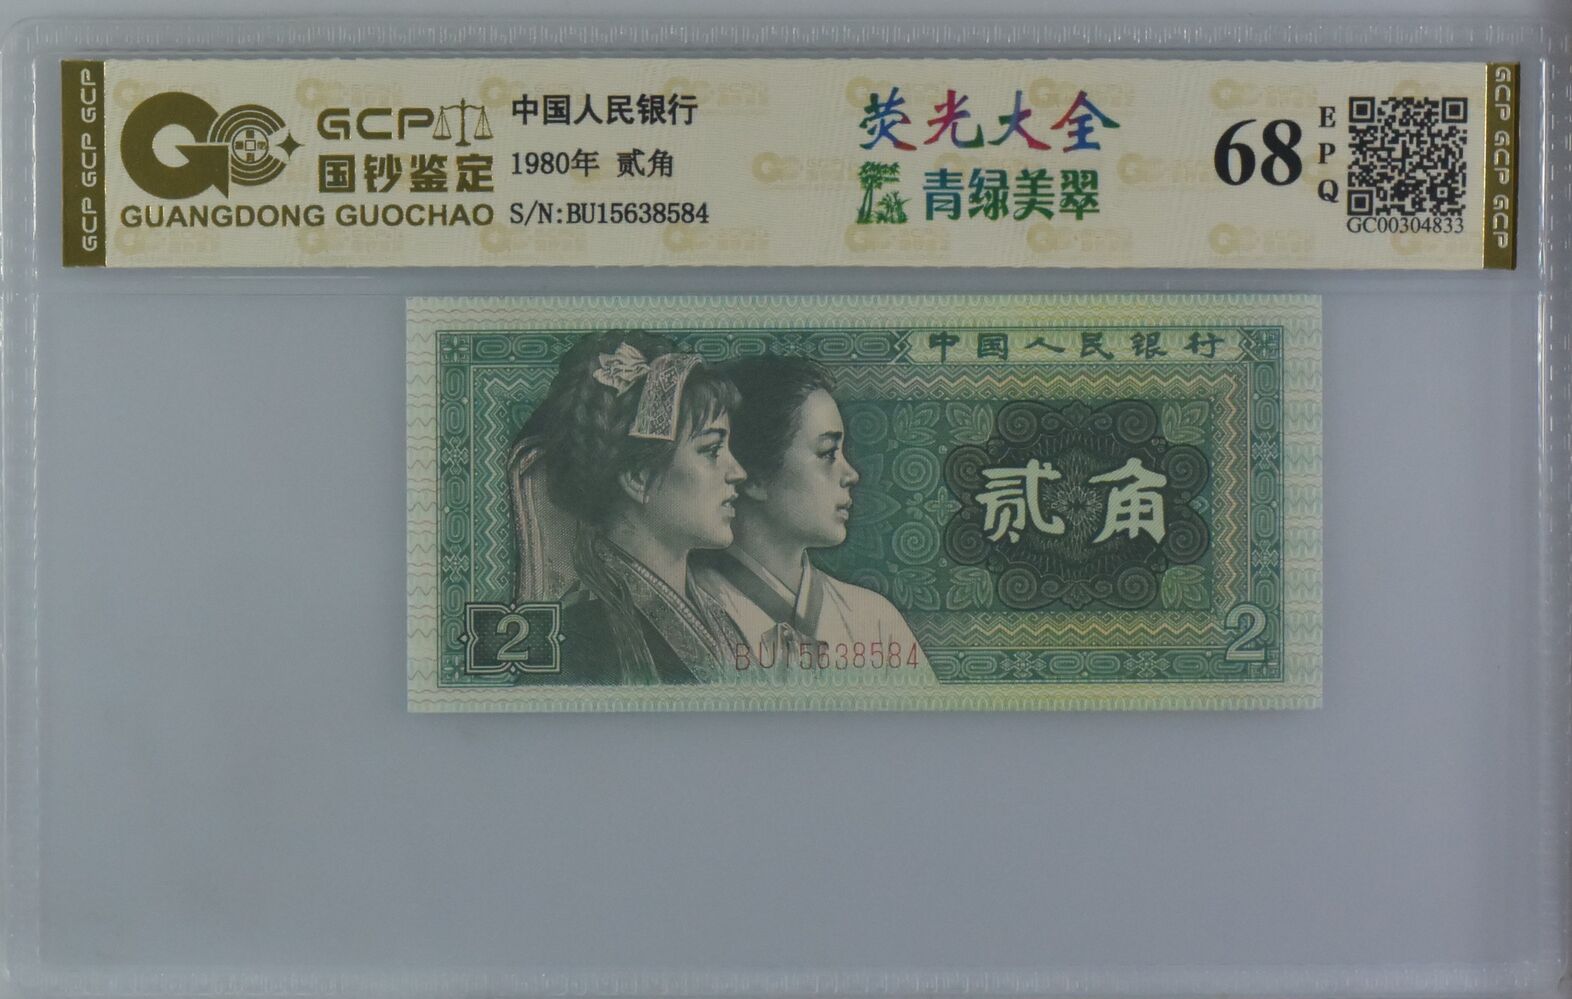 GCP GCP GCP
GCP
国钞鉴定
GUANGDONG GUOCHAO
中国人民银行
1980年 贰角
S/N:BU15638584
荧光大全
青绿美翠
68
EPQ
GC00304833
GCP GCP GCP
中国人民银行
贰角
2
BU15638584
2